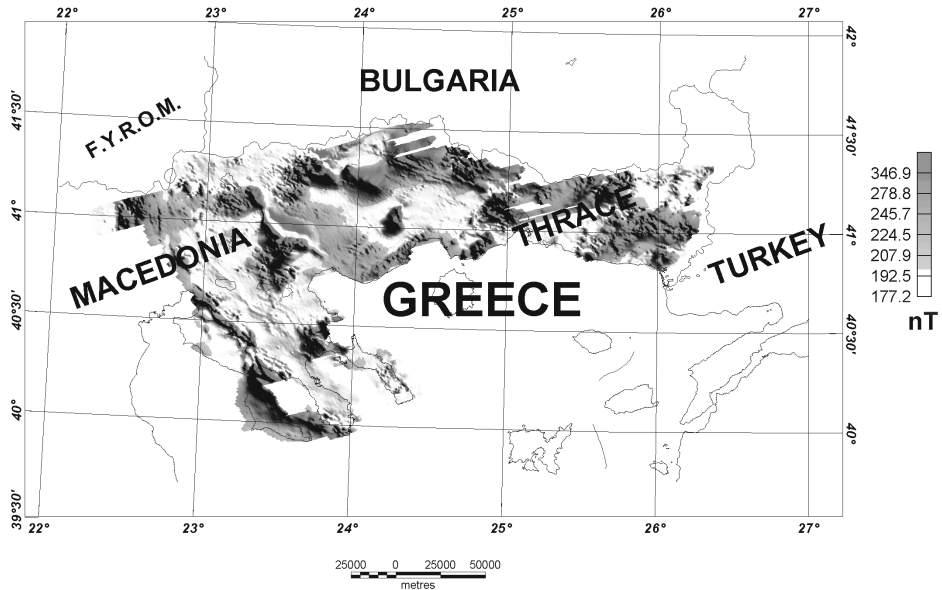 22° 23° 24° 25° 26° 27°
42°
BULGARIA
F.Y.R.O.M.
41°30'
41°30'
346.9
278.8
245.7
224.5
207.9
192.5
177.2
nT
41°
41°
THRACE
MACEDONIA
TURKEY
GREECE
40°30'
40°30'
40°
40°
39°30'
22° 23° 24° 25° 26° 27°
25000 0 25000 50000
metres